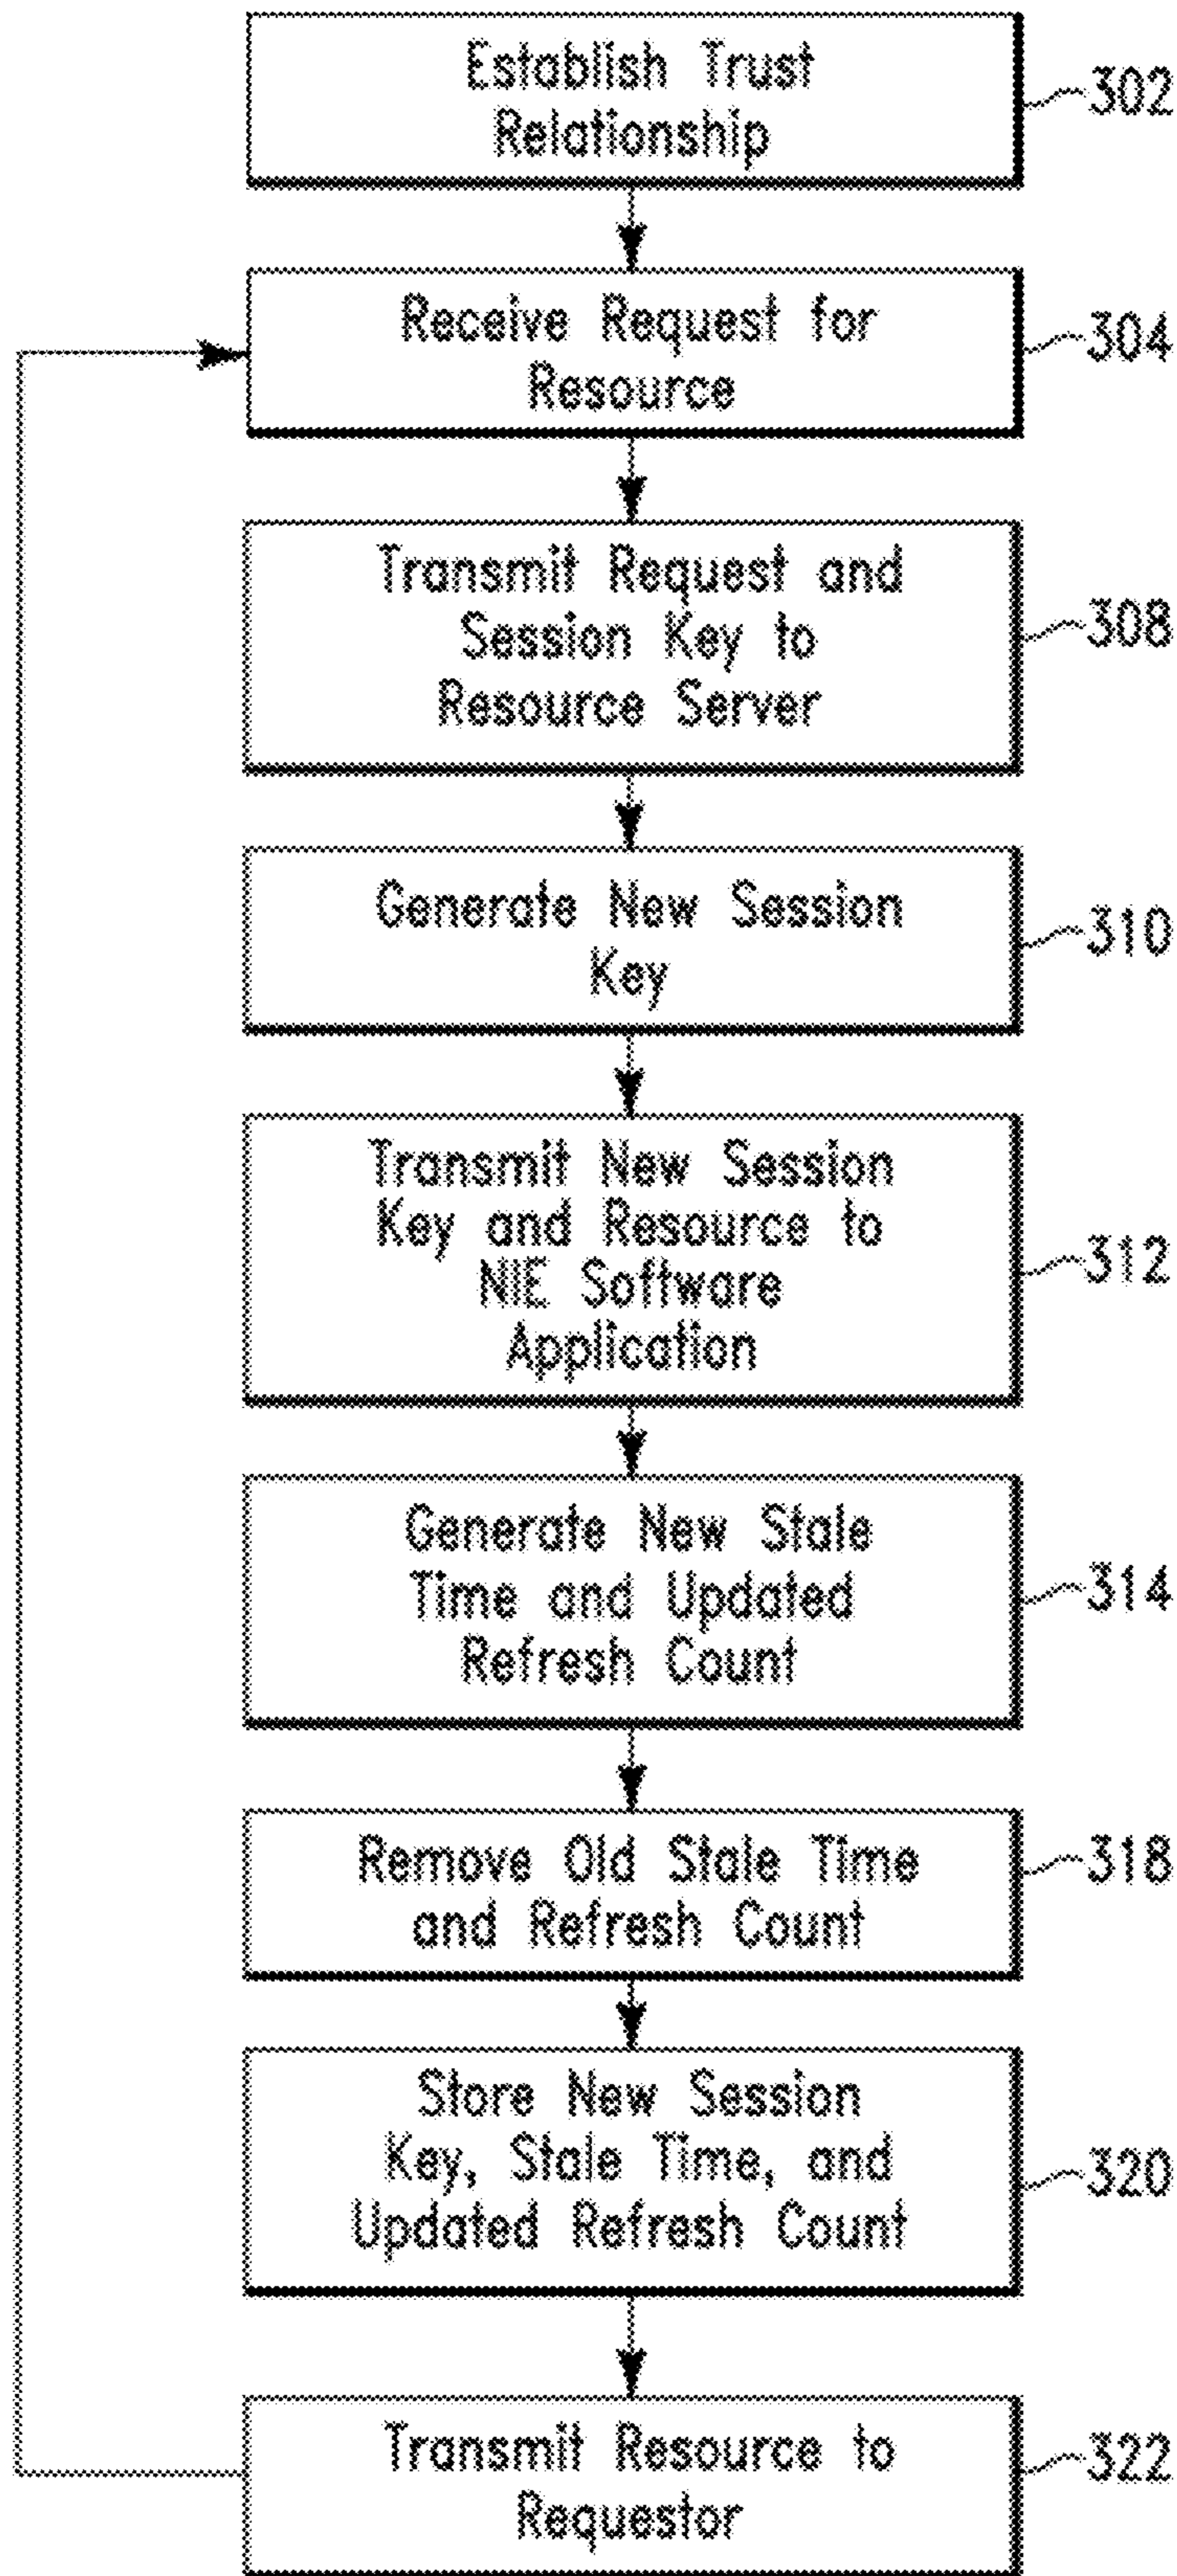 Establish Trust
Relationship
302
Receive Request for
Resource
304
Transmit Request and
Session Key to
Resource Server
308
Generate New Session
Key
310
Transmit New Session
Key and Resource to
NIE Software
Application
312
Generate New Stale
Time and Updated
Refresh Count
314
Remove Old Stale Time
and Refresh Count
318
Store New Session
Key, Stale Time, and
Updated Refresh Count
320
Transmit Resource to
Requestor
322